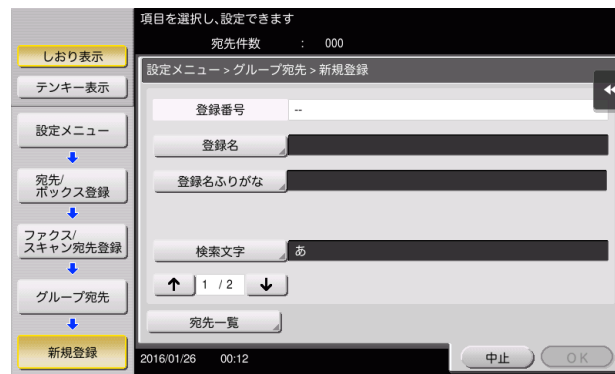 項目を選択し、設定できます
宛先件数 : 000
しおり表示
テンキー表示
設定メニュー
宛先/
ボックス登録
ファクス/
スキャン宛先登録
グループ宛先
新規登録
設定メニュー > グループ宛先 > 新規登録
登録番号 --
登録名
登録名ふりがな
検索文字 あ
1 / 2
宛先一覧
2016/01/26 00:12
中止 OK